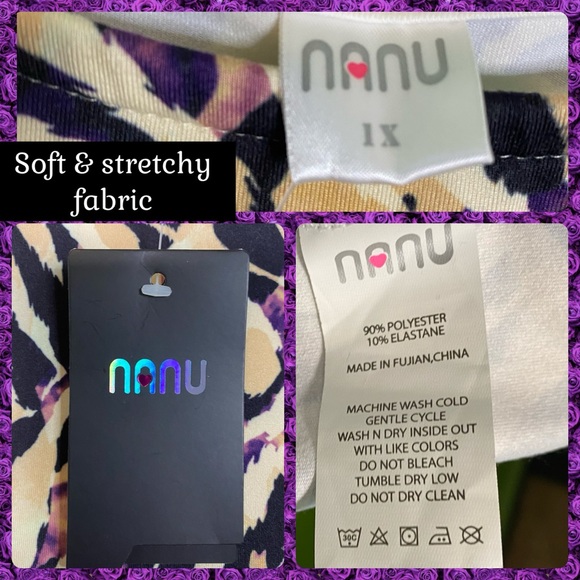 nanu
1X
Soft & stretchy
fabric
nanu
nanu
90% POLYESTER
10% ELASTANE
MADE IN FUJIAN,CHINA
MACHINE WASH COLD
GENTLE CYCLE
WASH N DRY INSIDE OUT
WITH LIKE COLORS
DO NOT BLEACH
TUMBLE DRY LOW
DO NOT DRY CLEAN
30C